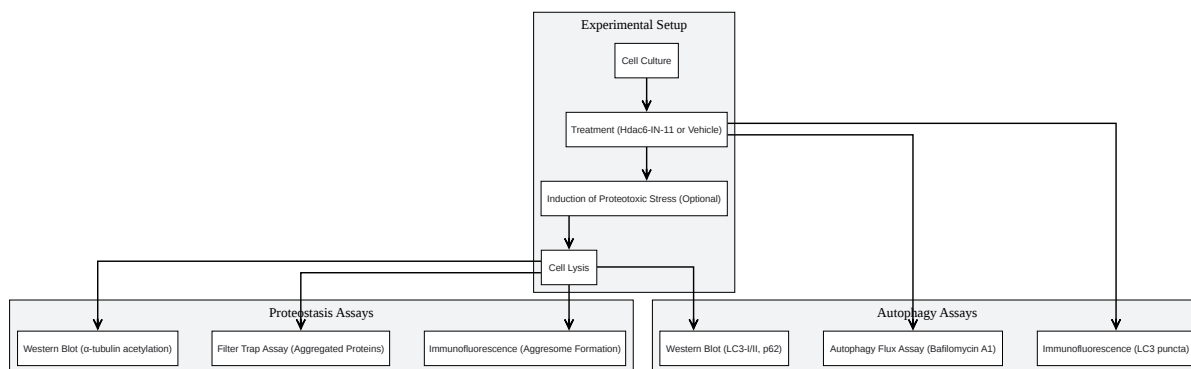 Experimental Setup
Cell Culture
Treatment (Hdac6-IN-11 or Vehicle)
Induction of Proteotoxic Stress (Optional)
Cell Lysis
Proteostasis Assays
Autophagy Assays
Western Blot (α-tubulin acetylation)
Filter Trap Assay (Aggregated Proteins)
Immunofluorescence (Aggresome Formation)
Western Blot (LC3-I/II, p62)
Autophagy Flux Assay (Bafilomycin A1)
Immunofluorescence (LC3 puncta)